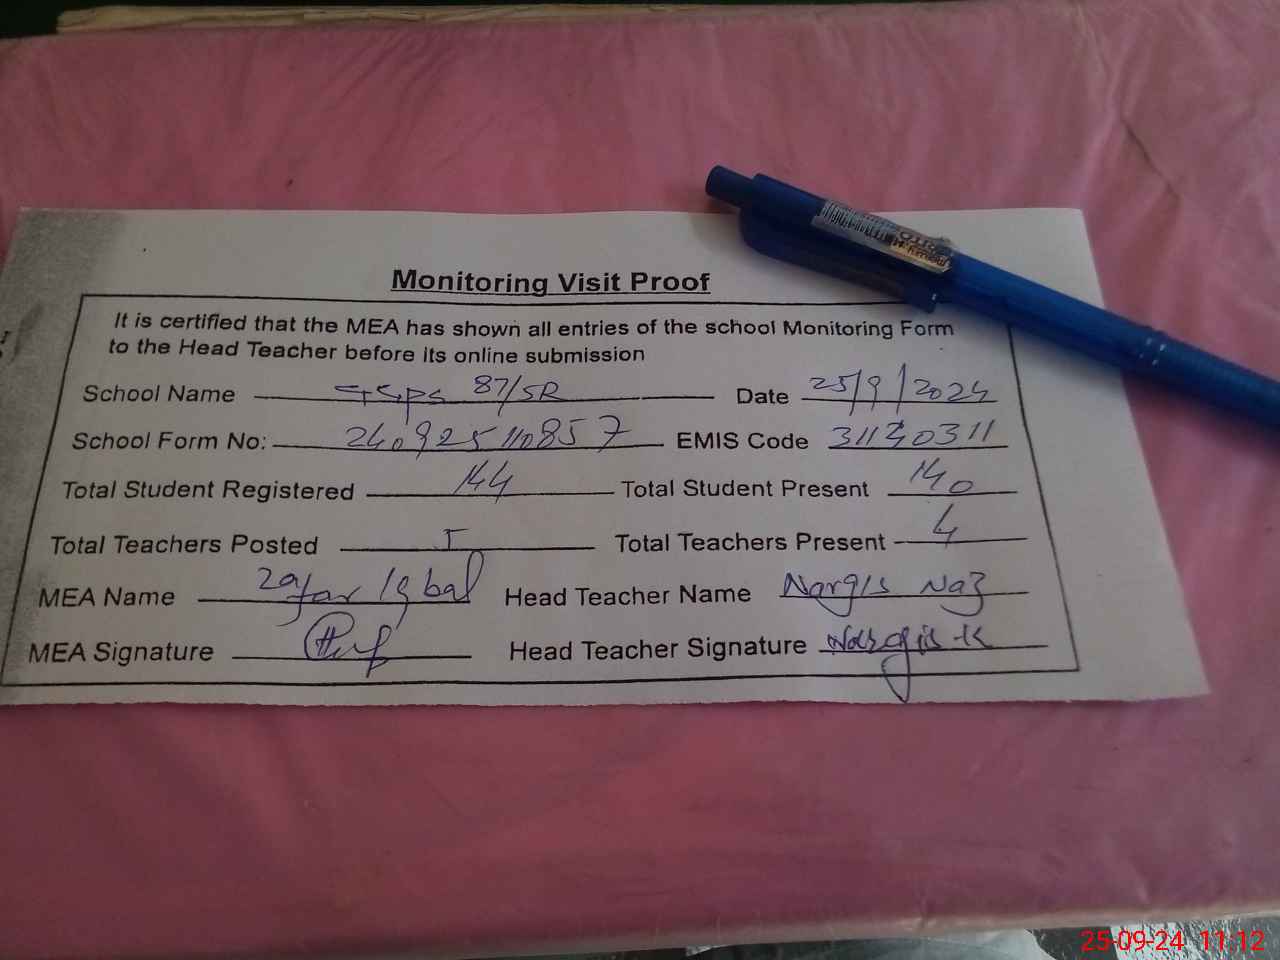 Monitoring Visit Proof
It is certified that the MEA has shown all entries of the school Monitoring Form
to the Head Teacher before its online submission
School Name GGPS 87/5R Date 25/9/2024
School Form No: 240925110857 EMIS Code 31130311
Total Student Registered 144 Total Student Present 140
Total Teachers Posted 5 Total Teachers Present 4
MEA Name Zafar Iqbal Head Teacher Name Nargis Naz
MEA Signature Head Teacher Signature Nargis K
25-09-24 11:12